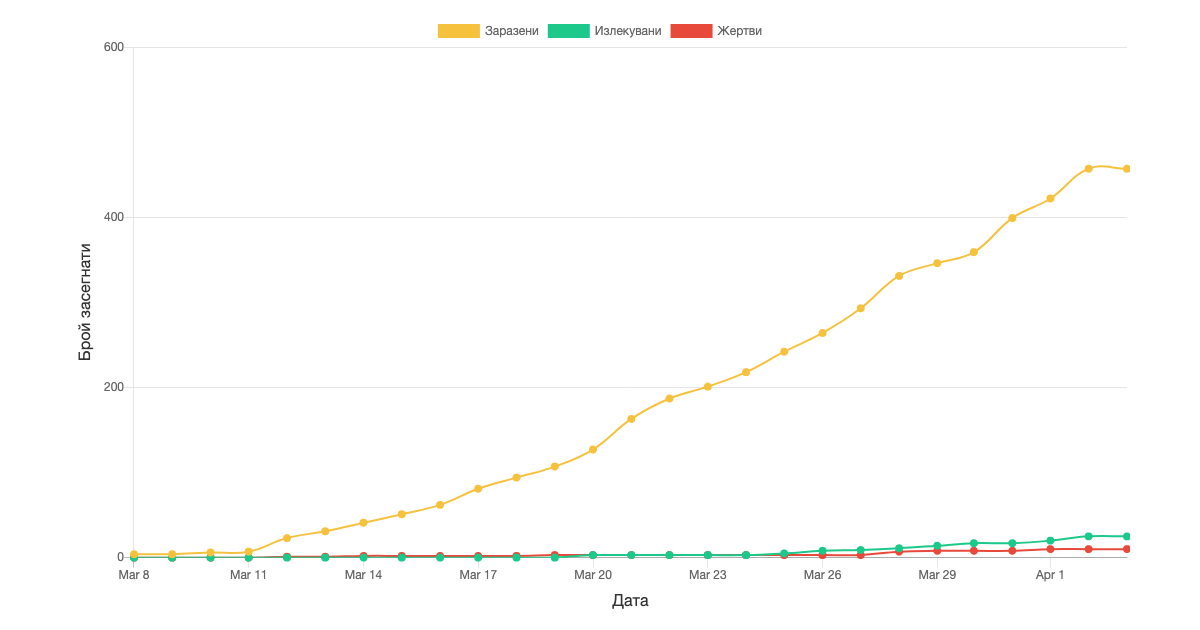 Заразени Излекувани Жертви
600
400
200
0
Брой засегнати
Mar 8 Mar 11 Mar 14 Mar 17 Mar 20 Mar 23 Mar 26 Mar 29 Apr 1
Дата